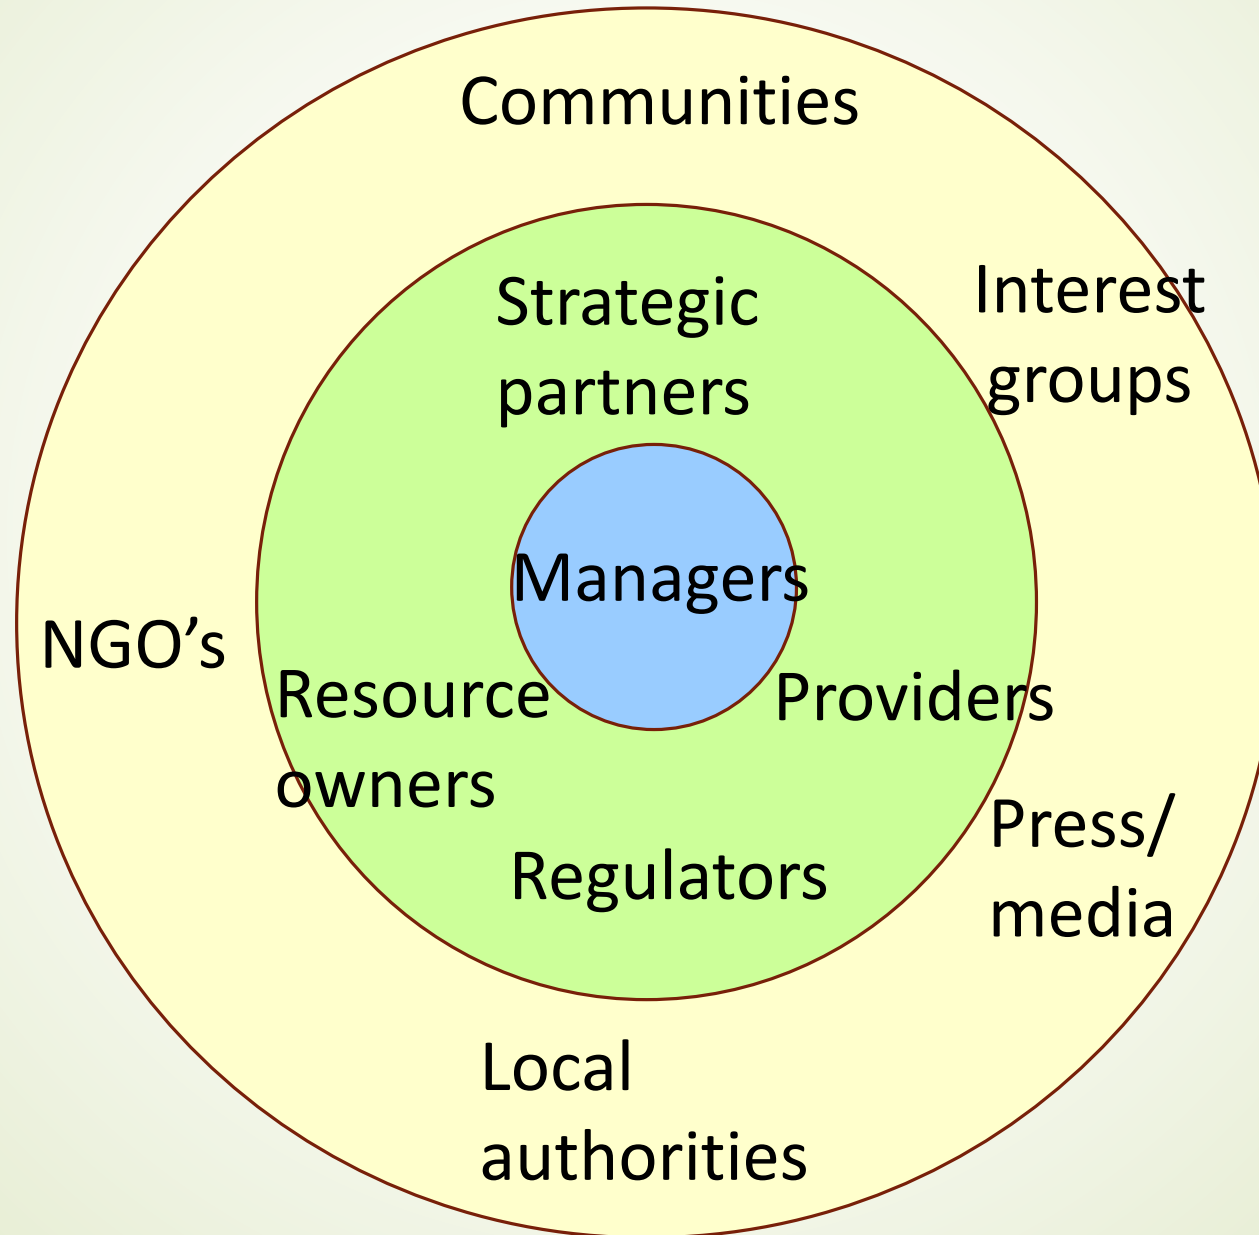 Communities
Interest
groups
Strategic
partners
Managers
NGO’s
Resource
owners
Providers
Regulators
Press/
media
Local
authorities